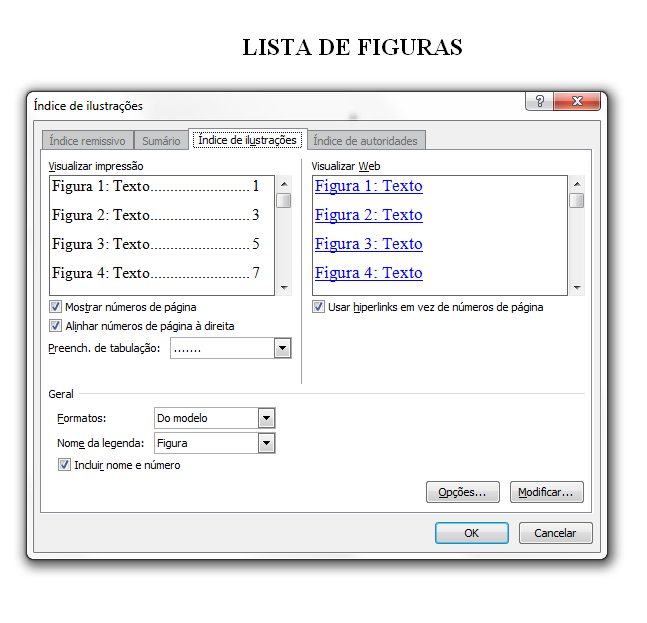 LISTA DE FIGURAS
Índice de ilustrações
?
Índice remissivo Sumário Índice de ilustrações Índice de autoridades
Visualizar impressão
Figura 1: Texto.......................... 1
Figura 2: Texto.......................... 3
Figura 3: Texto.......................... 5
Figura 4: Texto.......................... 7
Mostrar números de página
Alinhar números de página à direita
Preench. de tabulação: .......
Visualizar Web
Figura 1: Texto
Figura 2: Texto
Figura 3: Texto
Figura 4: Texto
Usar hiperlinks em vez de números de página
Geral
Formatos: Do modelo
Nome da legenda: Figura
Incluir nome e número
Opções... Modificar...
OK Cancelar